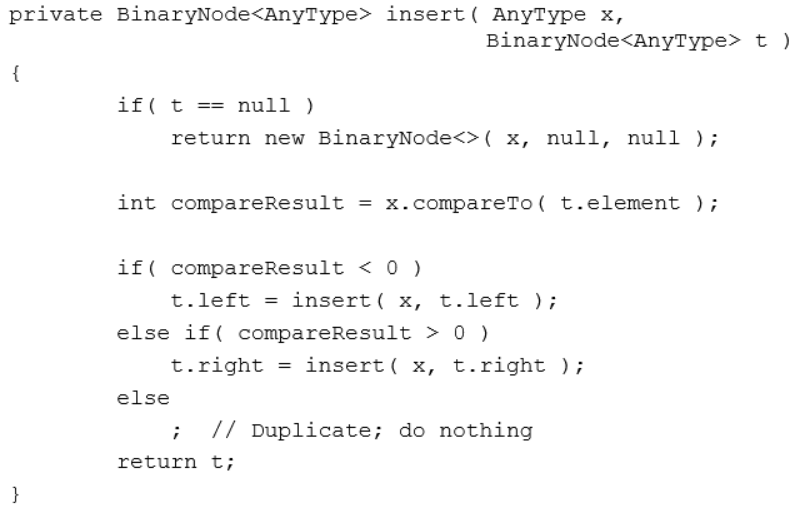 private BinaryNode<AnyType> insert( AnyType x,
BinaryNode<AnyType> t )
{
if( t == null )
return new BinaryNode<>( x, null, null );
int compareResult = x.compareTo( t.element );
if( compareResult < 0 )
t.left = insert( x, t.left );
else if( compareResult > 0 )
t.right = insert( x, t.right );
else
; // Duplicate; do nothing
return t;
}